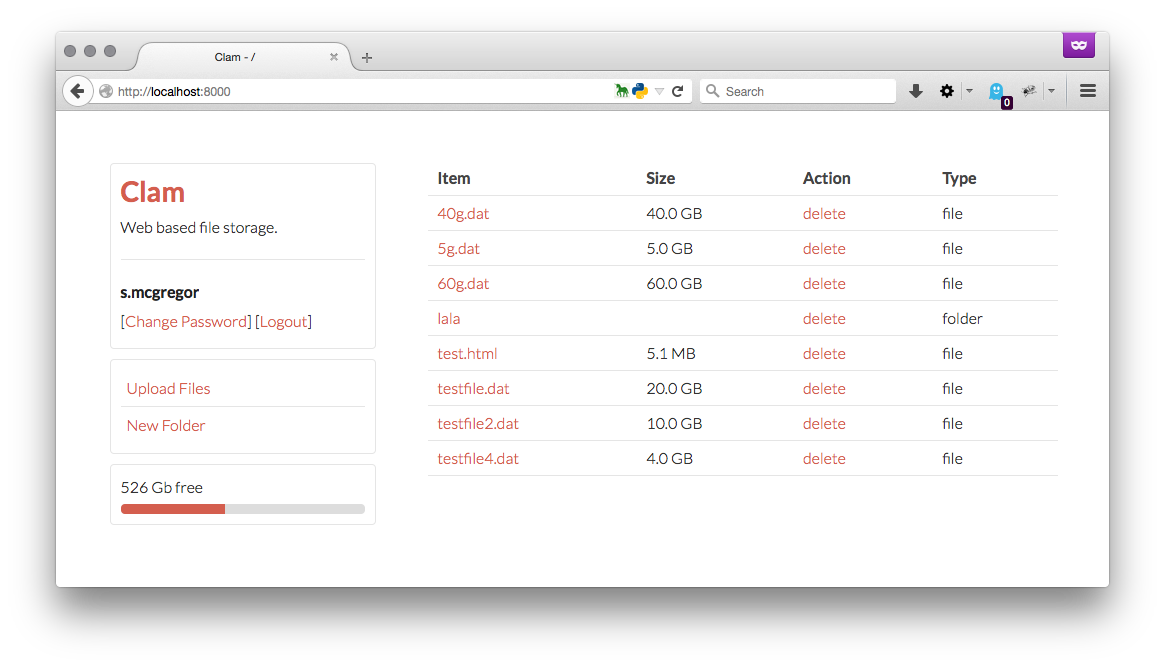 Clam - /
http://localhost:8000
Search
0
Clam
Web based file storage.
s.mcgregor
[Change Password] [Logout]
Upload Files
New Folder
526 Gb free
Item Size Action Type
40g.dat 40.0 GB delete file
5g.dat 5.0 GB delete file
60g.dat 60.0 GB delete file
lala delete folder
test.html 5.1 MB delete file
testfile.dat 20.0 GB delete file
testfile2.dat 10.0 GB delete file
testfile4.dat 4.0 GB delete file